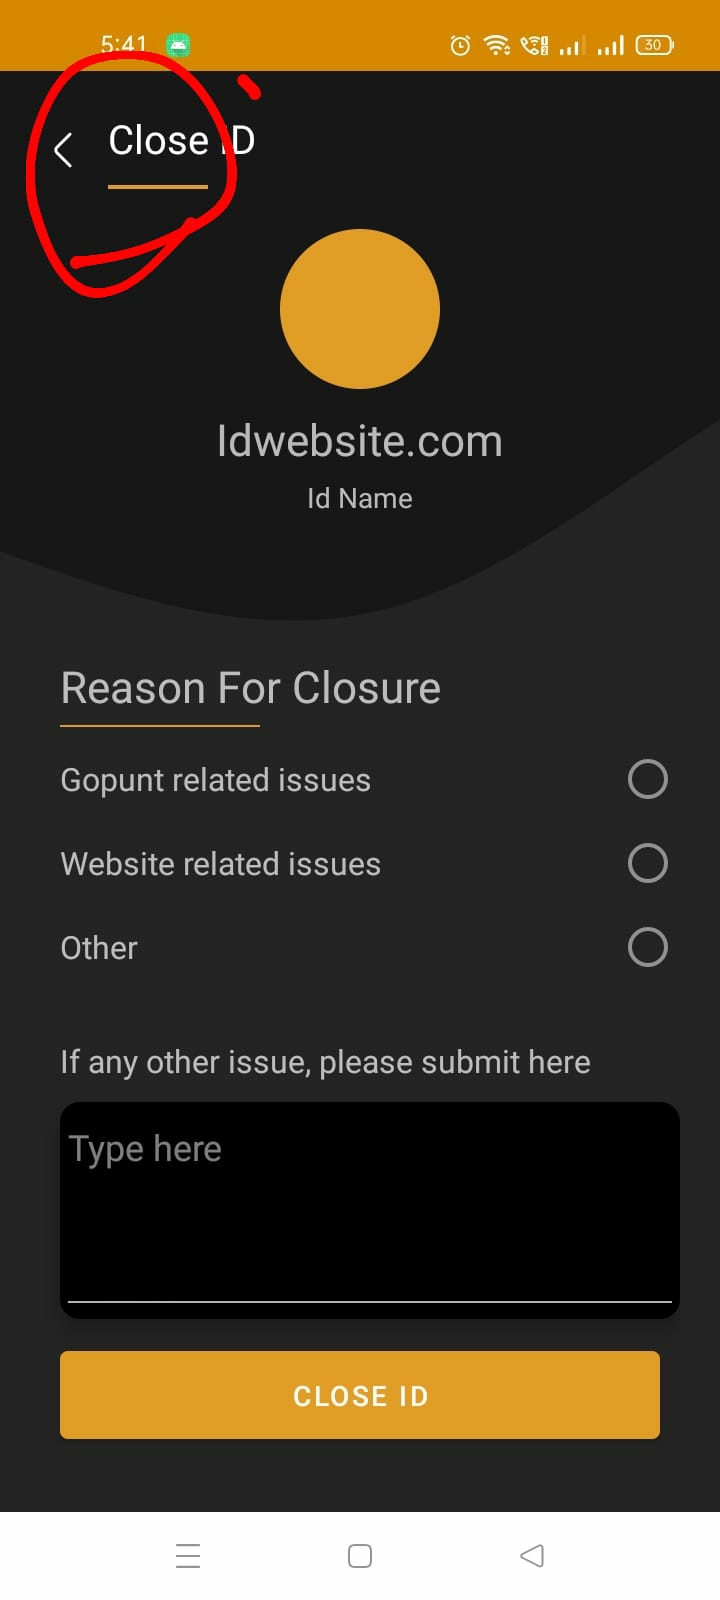 5:41
30
Close ID
Idwebsite.com
Id Name
Reason For Closure
Gopunt related issues
Website related issues
Other
If any other issue, please submit here
Type here
CLOSE ID